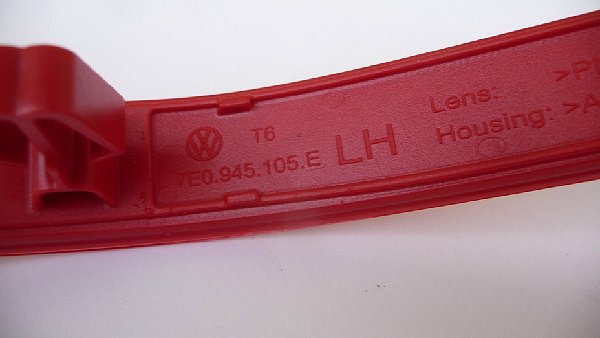 T6
7E0.945.105.E LH
Lens: >P
Housing: >A